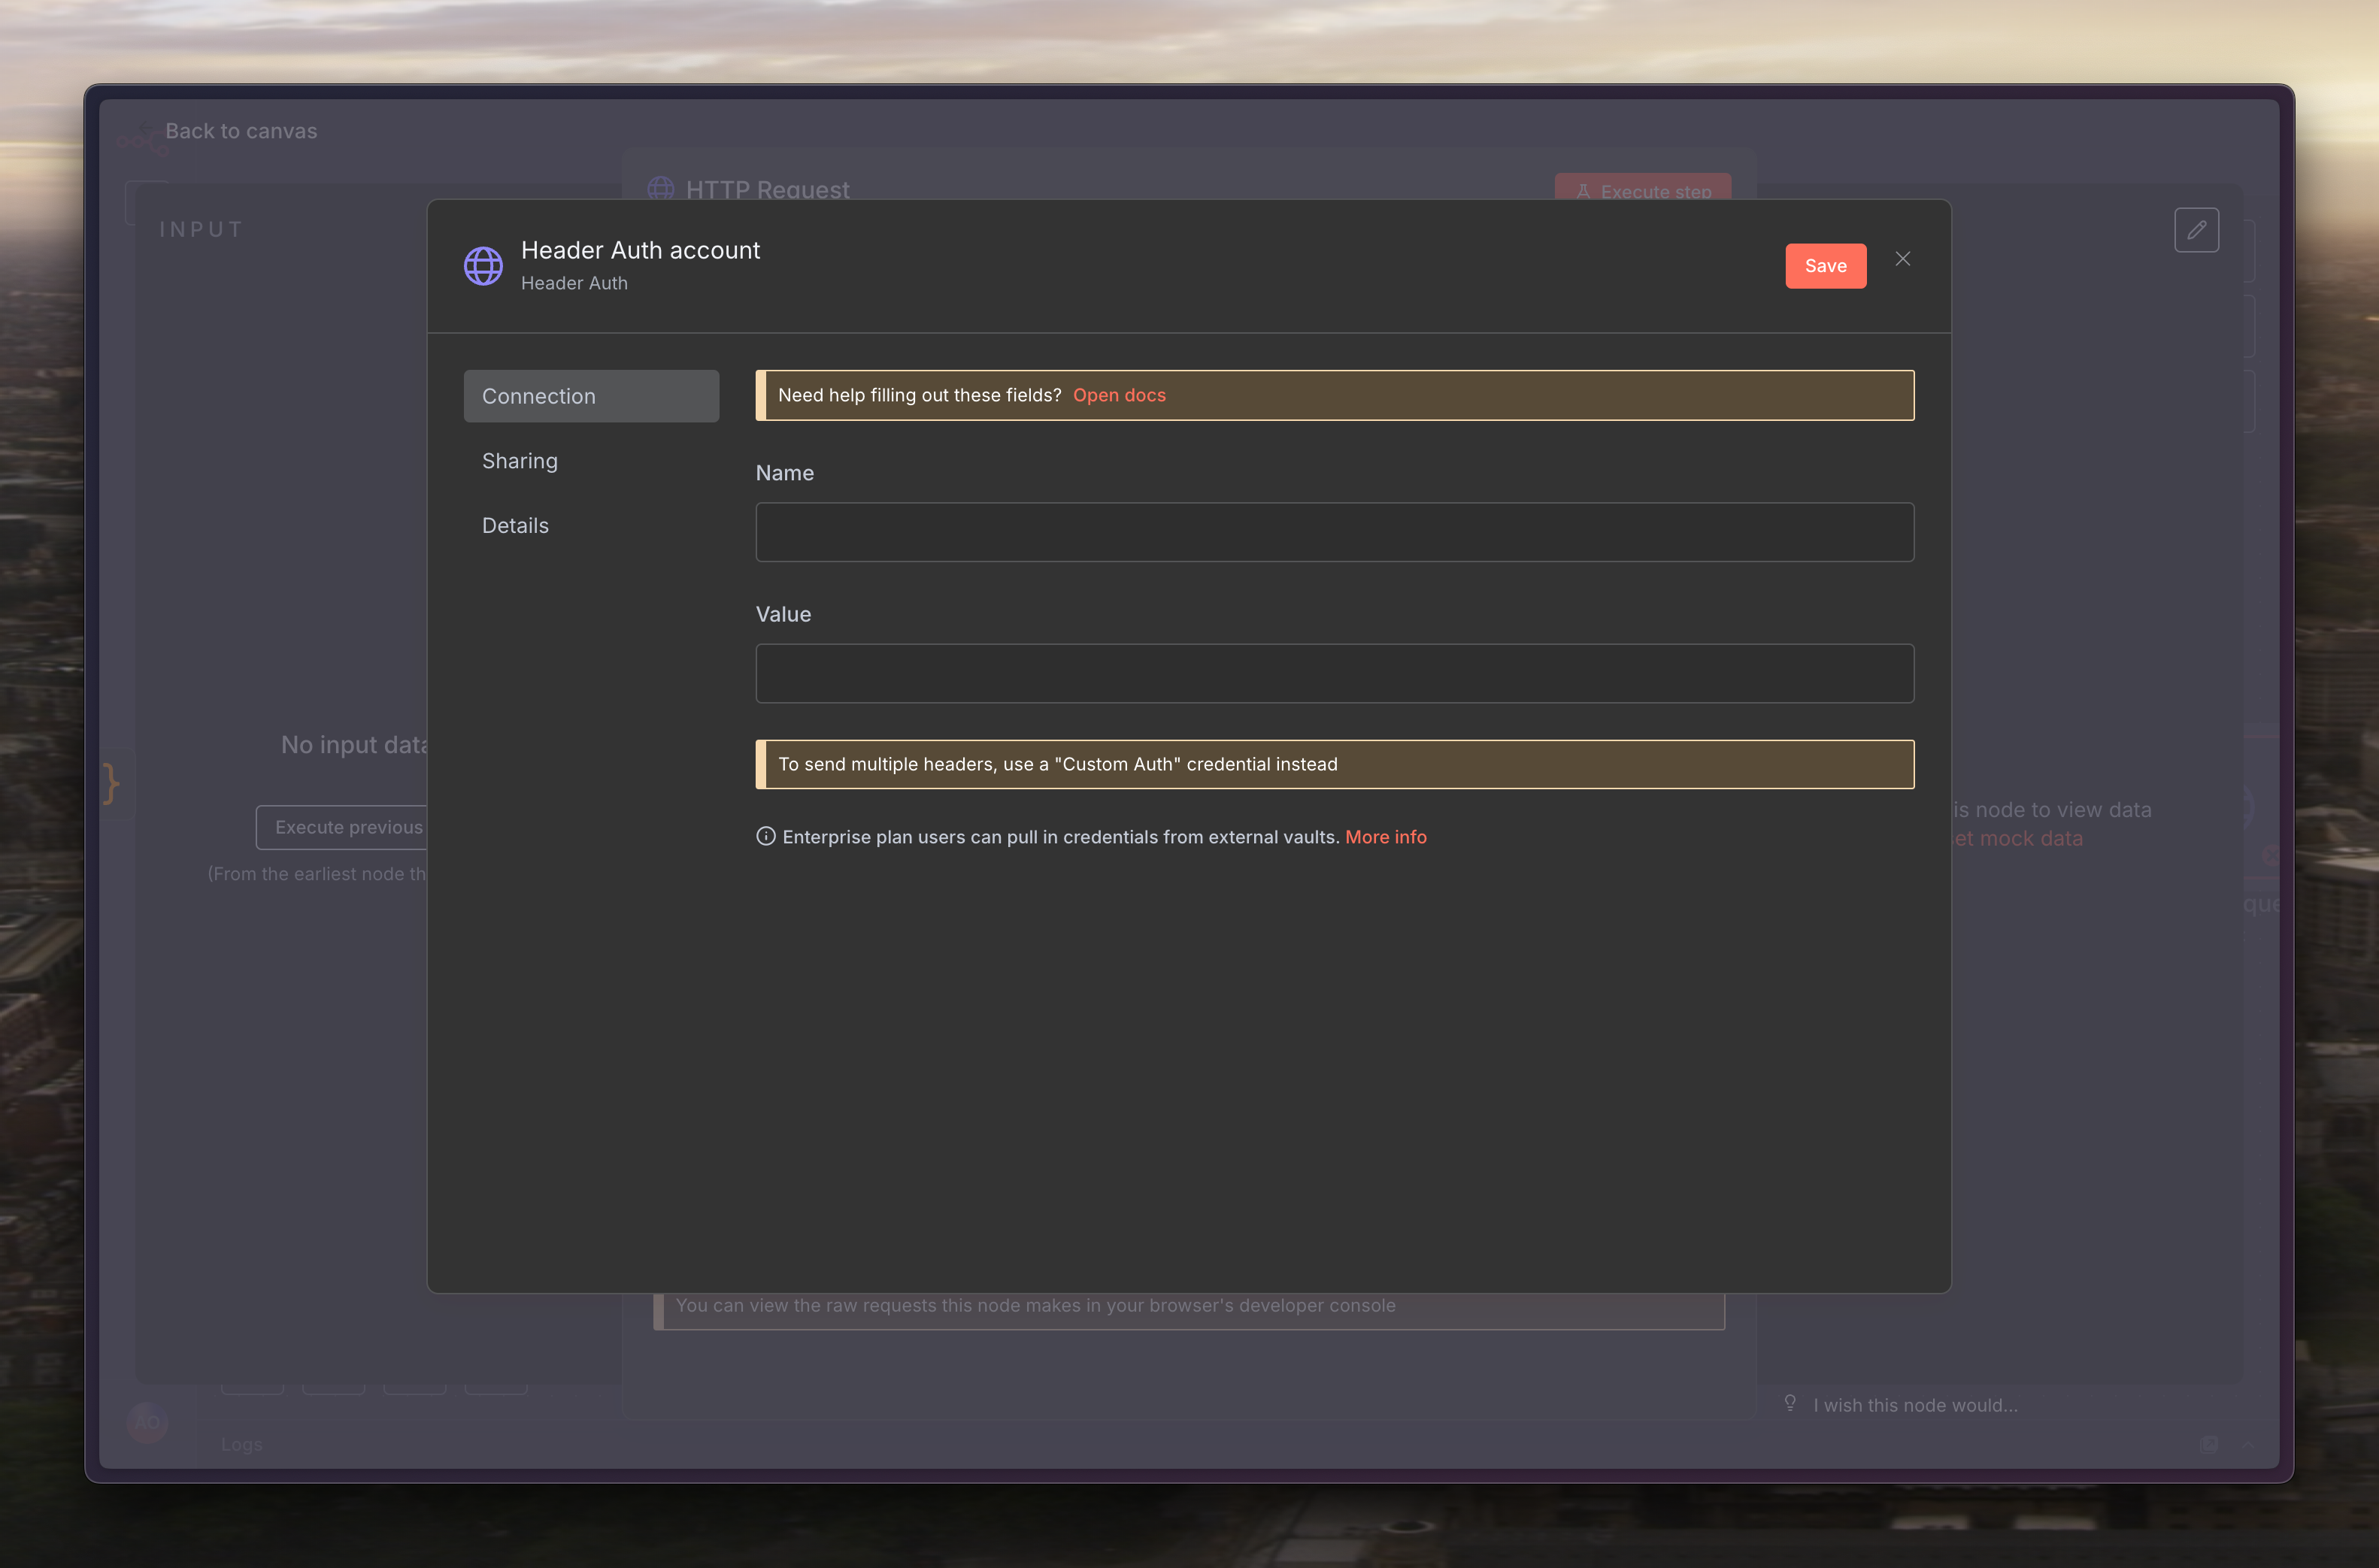 Back to canvas
HTTP Request
Execute step
INPUT
Header Auth account
Header Auth
Save
Connection
Sharing
Details
Need help filling out these fields? Open docs
Name
Value
To send multiple headers, use a "Custom Auth" credential instead
Enterprise plan users can pull in credentials from external vaults. More info
No input data
Execute previous
(From the earliest node th
is node to view data
et mock data
que
You can view the raw requests this node makes in your browser's developer console
I wish this node would...
AO
Logs